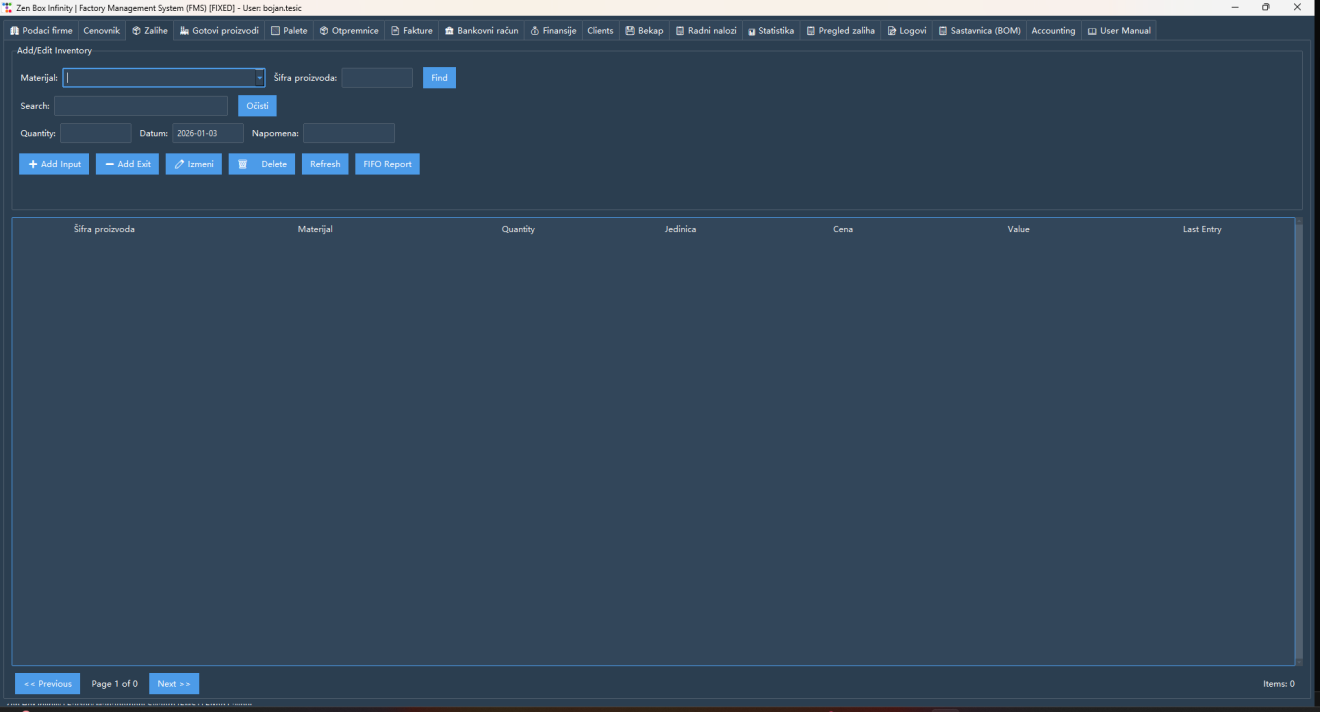 Zen Box Infinity | Factory Management System (FMS) [FIXED] - User: bojan.tesic
Podaci firme Cenovnik Zalihe Gotovi proizvodi Palete Otpremnice Fakture Bankovni račun Finansije Clients Bekap Radni nalozi Statistika Pregled zaliha Logovi Sastavnica (BOM) Accounting User Manual
Add/Edit Inventory
Materijal: Šifra proizvoda: Find
Search: Očisti
Quantity: Datum: 2026-01-03 Napomena:
Add Input Add Exit Izmeni Delete Refresh FIFO Report
Šifra proizvoda Materijal Quantity Jedinica Cena Value Last Entry
<< Previous Page 1 of 0 Next >> Items: 0